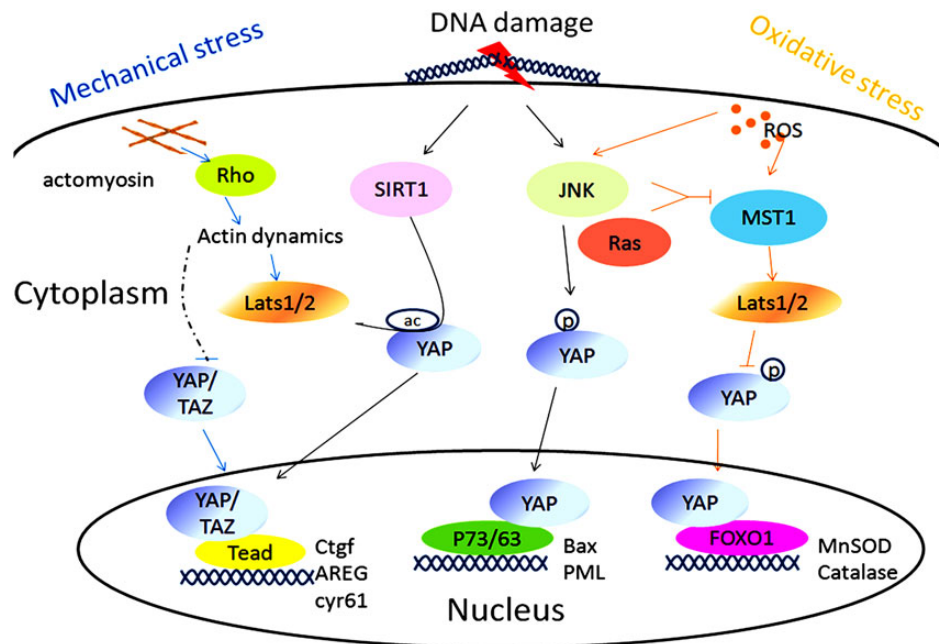 DNA damage
Mechanical stress
Oxidative stress
ROS
actomyosin
Rho
SIRT1
JNK
Ras
MST1
Actin dynamics
Cytoplasm
Lats1/2
Lats1/2
ac
YAP
p
YAP
p
YAP
YAP/
TAZ
YAP/
TAZ
Tead
Ctgf
AREG
cyr61
YAP
P73/63
Bax
PML
YAP
FOXO1
MnSOD
Catalase
Nucleus